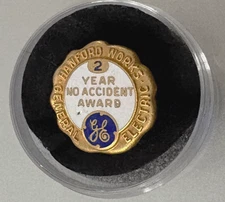 HANFORD WORKS
2
YEAR
NO ACCIDENT
AWARD
GENERAL ELECTRIC
GE